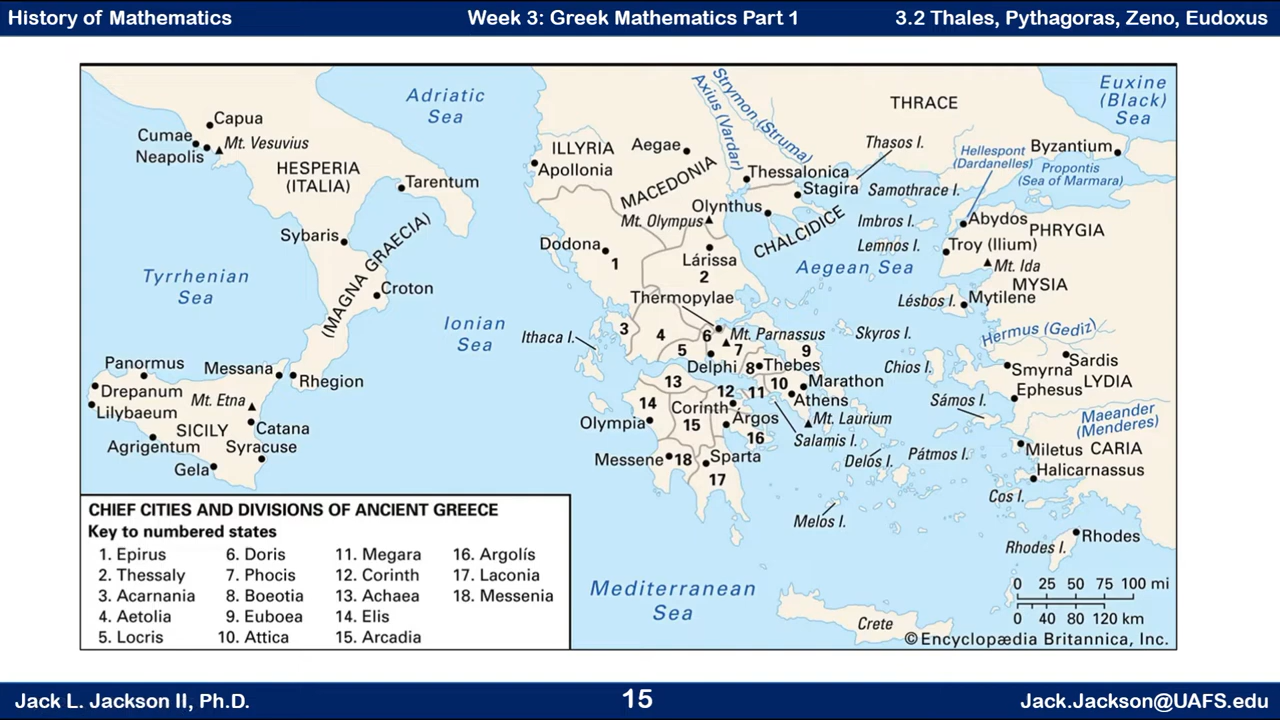 History of Mathematics
Week 3: Greek Mathematics Part 1
3.2 Thales, Pythagoras, Zeno, Eudoxus
Adriatic
Sea
Euxine
(Black)
Sea
THRACE
Strymon (Struma)
Axius (Vardar)
Capua
Cumae
Mt. Vesuvius
Neapolis
HESPERIA
(ITALIA)
Tarentum
Sybaris
(MAGNA GRAECIA)
Croton
Tyrrhenian
Sea
Ionian
Sea
ILLYRIA
Apollonia
Aegae
MACEDONIA
Thessalonica
Stagira
Olynthus
CHALCIDICE
Mt. Olympus
Thasos I.
Samothrace I.
Imbros I.
Lemnos I.
Hellespont
(Dardanelles)
Byzantium
Propontis
(Sea of Marmara)
Abydos
PHRYGIA
Troy (Ilium)
Mt. Ida
MYSIA
Dodona
1
Lárissa
2
Aegean Sea
Thermopylae
Lésbos I.
Mytilene
Ithaca I.
3
4
5
6
Mt. Parnassus
7
9
Skyros I.
Hermus (Gediz)
Delphi
8
Thebes
Chios I.
Sardis
Smyrna
LYDIA
Ephesus
Panormus
Messana
Rhegion
Drepanum
Mt. Etna
Lilybaeum
SICILY
Catana
Agrigentum
Syracuse
Gela
13
10
Marathon
14
12
11
Athens
Corinth
Mt. Laurium
Olympia
15
Argos
16
Salamis I.
Sámos I.
Maeander
(Menderes)
Messene
18
Sparta
17
Delos I.
Pátmos I.
Miletus
CARIA
Halicarnassus
Melos I.
Cos I.
Rhodes
Rhodes I.
Mediterranean
Sea
Crete
CHIEF CITIES AND DIVISIONS OF ANCIENT GREECE
Key to numbered states
1. Epirus
2. Thessaly
3. Acarnania
4. Aetolia
5. Locris
6. Doris
7. Phocis
8. Boeotia
9. Euboea
10. Attica
11. Megara
12. Corinth
13. Achaea
14. Elis
15. Arcadia
16. Argolís
17. Laconia
18. Messenia
0 25 50 75 100 mi
0 40 80 120 km
©Encyclopædia Britannica, Inc.
Jack L. Jackson II, Ph.D.
15
Jack.Jackson@UAFS.edu